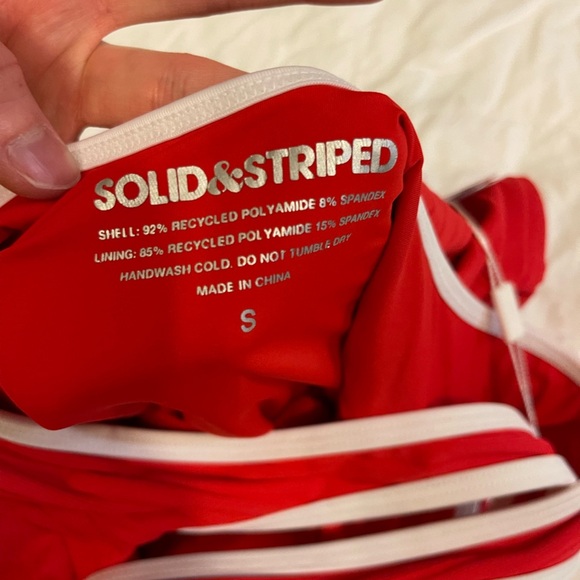 SOLID&STRIPED
SHELL: 92% RECYCLED POLYAMIDE 8% SPANDEX
LINING: 85% RECYCLED POLYAMIDE 15% SPANDEX
HANDWASH COLD. DO NOT TUMBLE DRY
MADE IN CHINA
S